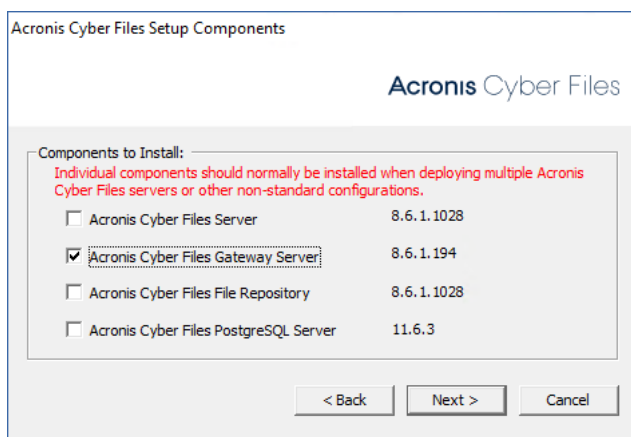 Acronis Cyber Files Setup Components
Acronis Cyber Files
Components to Install:
Individual components should normally be installed when deploying multiple Acronis
Cyber Files servers or other non-standard configurations.
Acronis Cyber Files Server 8.6.1.1028
Acronis Cyber Files Gateway Server 8.6.1.194
Acronis Cyber Files File Repository 8.6.1.1028
Acronis Cyber Files PostgreSQL Server 11.6.3
< Back Next > Cancel